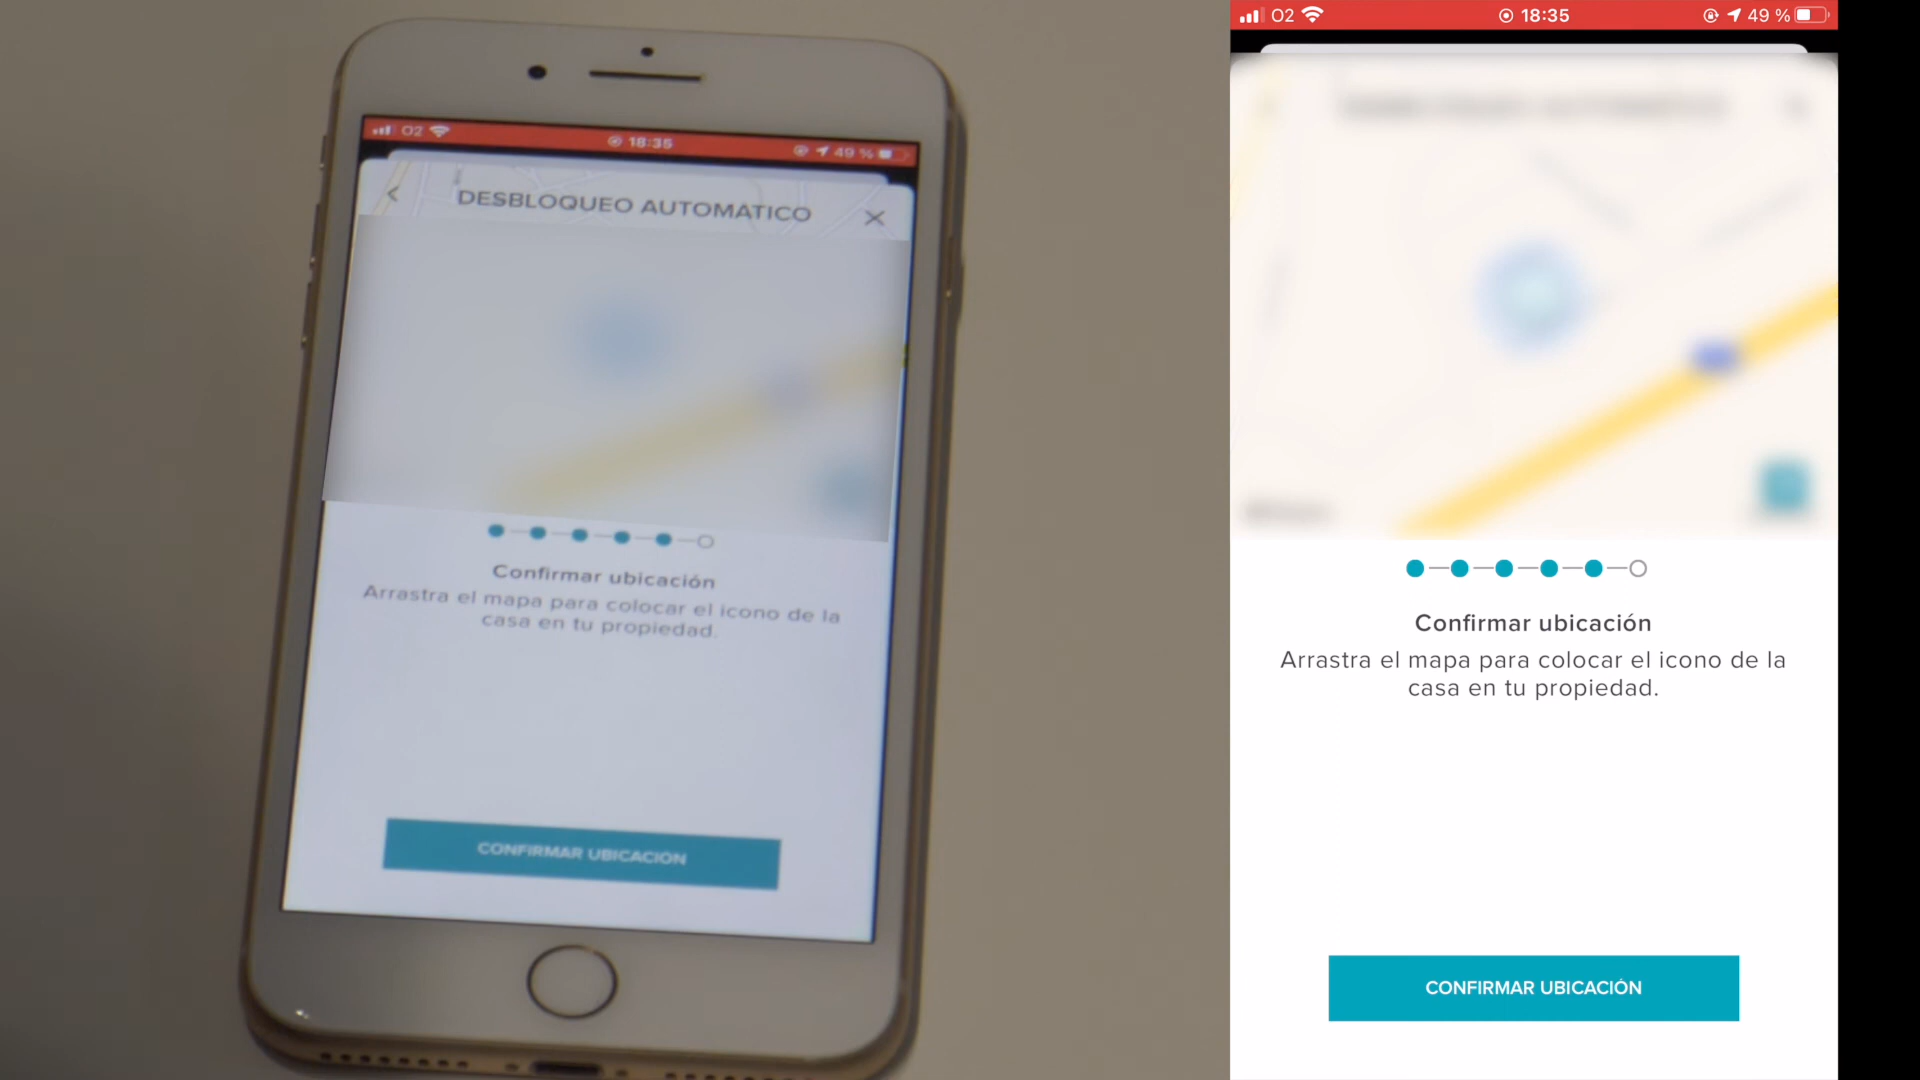 O2 18:35 49 %
DESBLOQUEO AUTOMATICO
Confirmar ubicación
Arrastra el mapa para colocar el icono de la
casa en tu propiedad.
CONFIRMAR UBICACIÓN
O2 18:35 49 %
Confirmar ubicación
Arrastra el mapa para colocar el icono de la
casa en tu propiedad.
CONFIRMAR UBICACIÓN